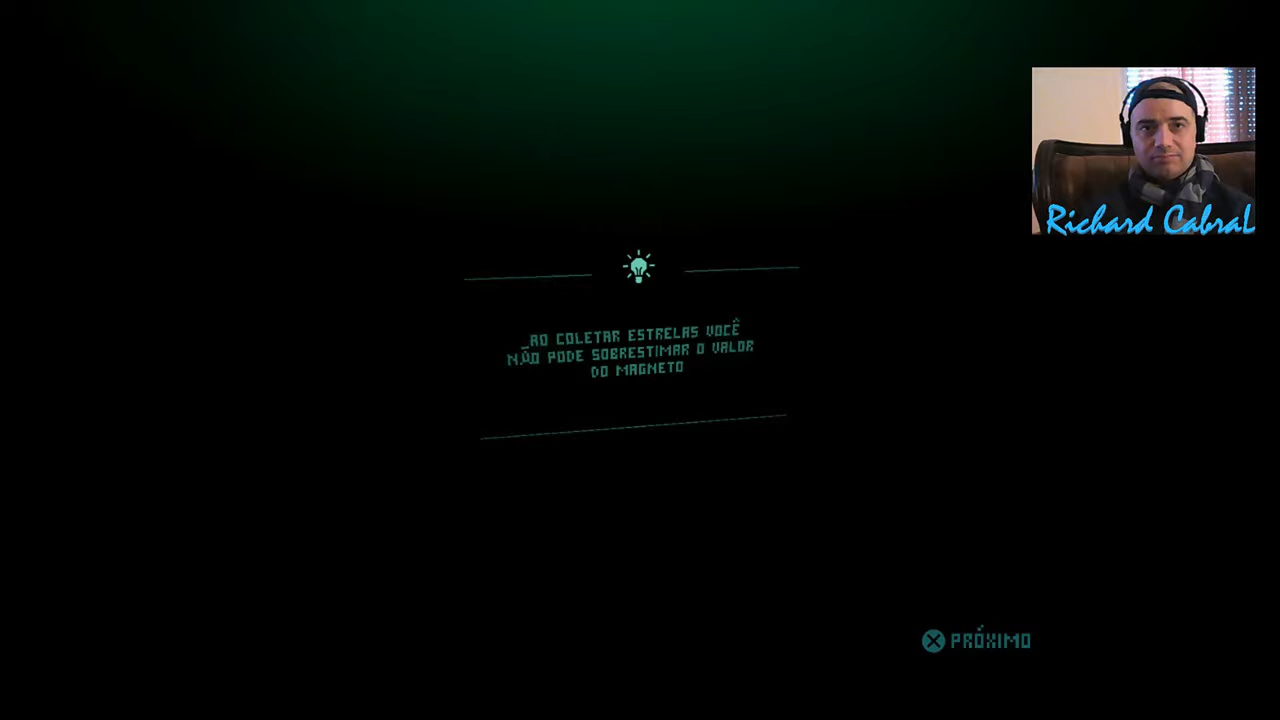 Richard Cabral
AO COLETAR ESTRELAS VOCÊ
NÃO PODE SOBRESTIMAR O VALOR
DO MAGNETO
PRÓXIMO